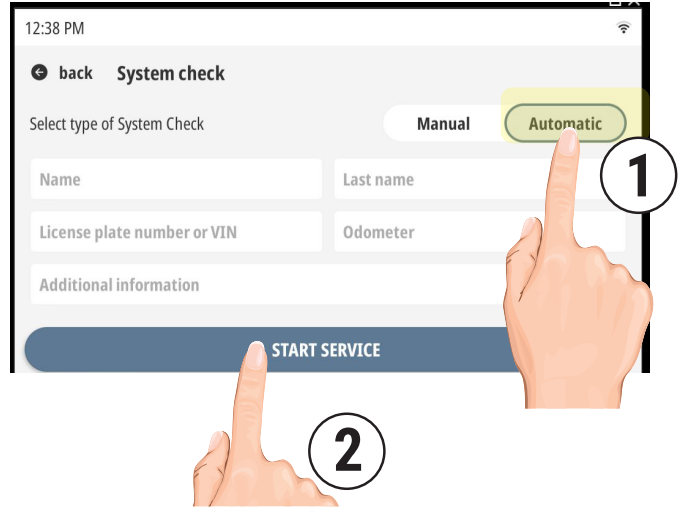 12:38 PM
back System check
Select type of System Check Manual Automatic
1
Name Last name
License plate number or VIN Odometer
Additional information
START SERVICE
2